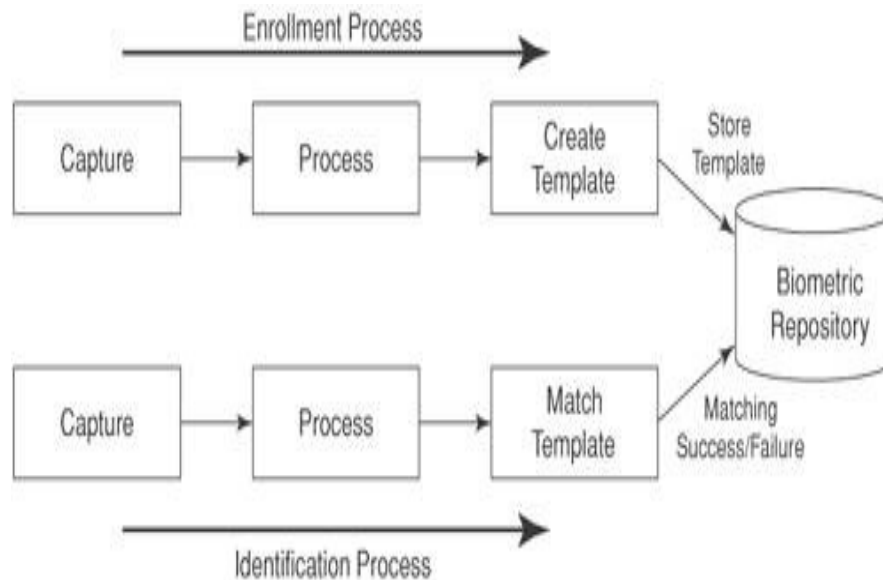 Enrollment Process
Capture
Process
Create
Template
Store
Template
Biometric
Repository
Capture
Process
Match
Template
Matching
Success/Failure
Identification Process